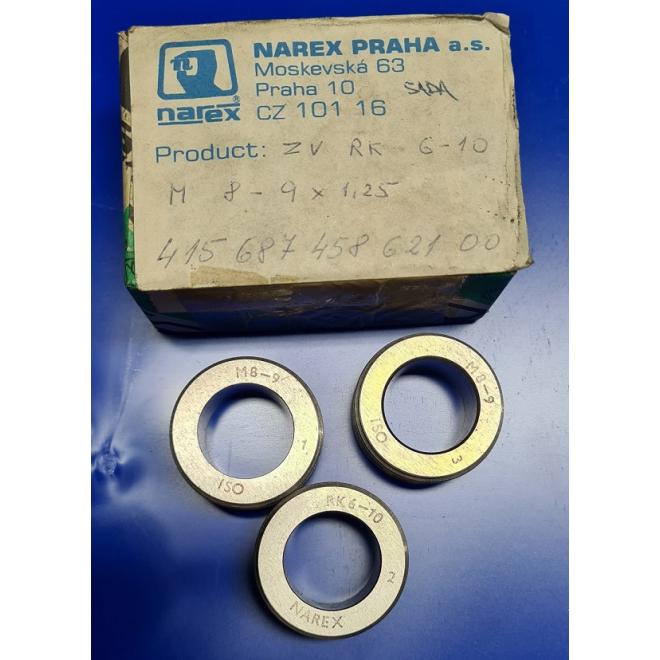 NAREX PRAHA a.s.
Moskevská 63
Praha 10
CZ 101 16
SADA
n
narex®
Product: ZV RK 6-10
M 8-9 x 1,25
415 687 458 621 00
M8-9
1
ISO
M8-9
ISO
3
RK6-10
2
NAREX